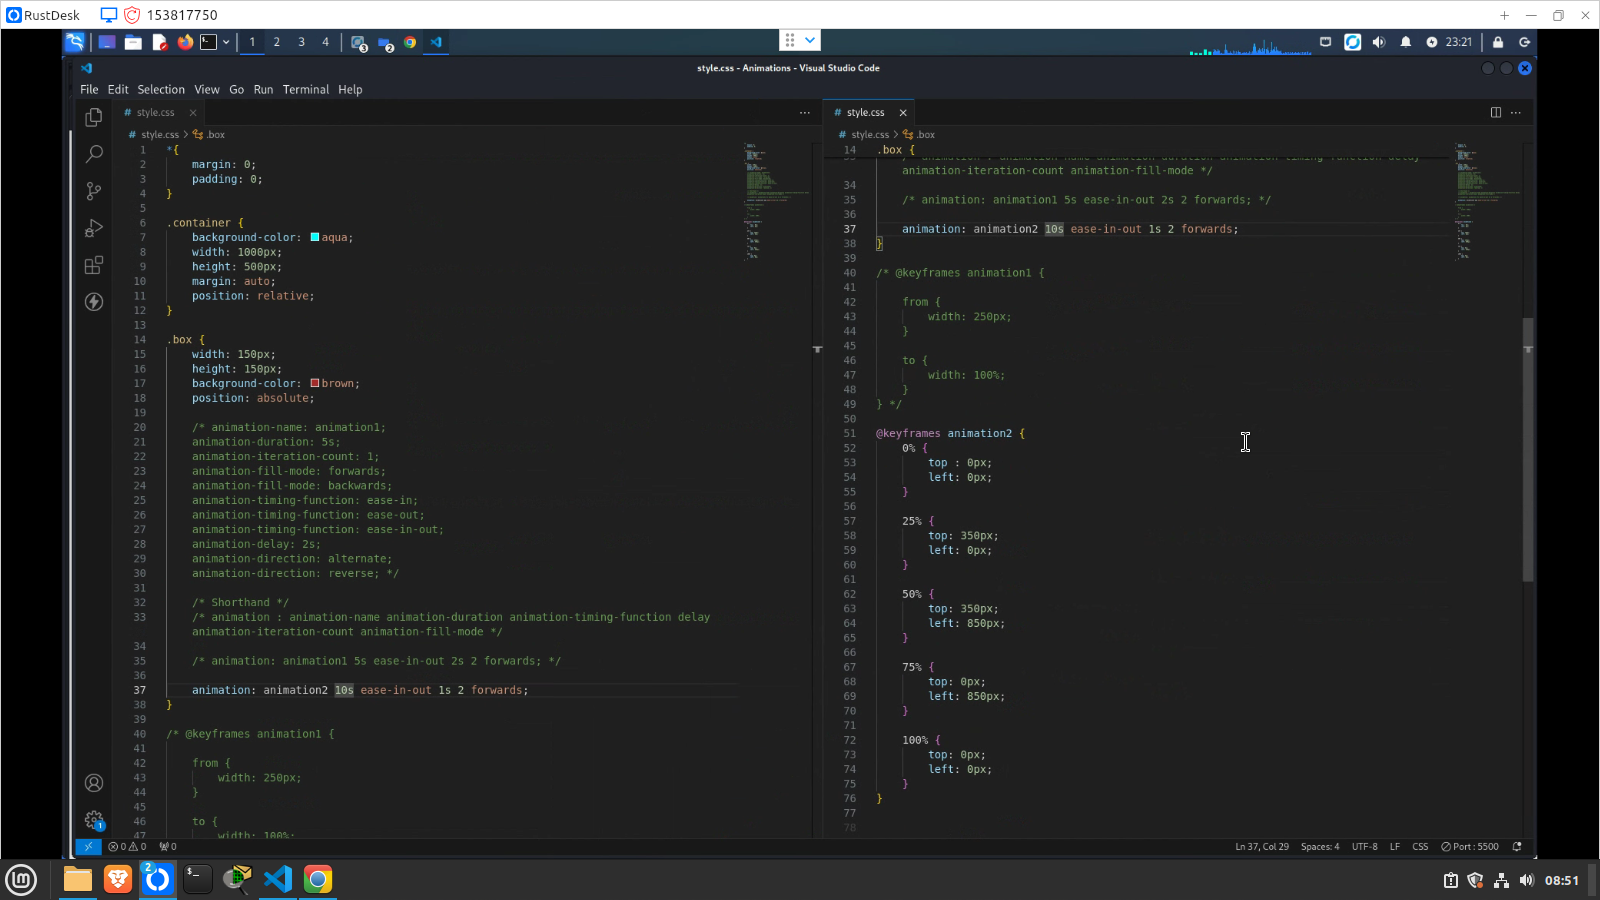 RustDesk
153817750
1
2
3
4
23:21
style.css - Animations - Visual Studio Code
File Edit Selection View Go Run Terminal Help
# style.css
# style.css > .box
1 *{
2 margin: 0;
3 padding: 0;
4 }
5
6 .container {
7 background-color: aqua;
8 width: 1000px;
9 height: 500px;
10 margin: auto;
11 position: relative;
12 }
13
14 .box {
15 width: 150px;
16 height: 150px;
17 background-color: brown;
18 position: absolute;
19
20 /* animation-name: animation1;
21 animation-duration: 5s;
22 animation-iteration-count: 1;
23 animation-fill-mode: forwards;
24 animation-fill-mode: backwards;
25 animation-timing-function: ease-in;
26 animation-timing-function: ease-out;
27 animation-timing-function: ease-in-out;
28 animation-delay: 2s;
29 animation-direction: alternate;
30 animation-direction: reverse; */
31
32 /* Shorthand */
33 /* animation : animation-name animation-duration animation-timing-function delay
animation-iteration-count animation-fill-mode */
34
35 /* animation: animation1 5s ease-in-out 2s 2 forwards; */
36
37 animation: animation2 10s ease-in-out 1s 2 forwards;
38 }
39
40 /* @keyframes animation1 {
41
42 from {
43 width: 250px;
44 }
45
46 to {
47 width: 100%;
# style.css
# style.css > .box
14 .box {
33 /* animation : animation-name animation-duration animation-timing-function delay
animation-iteration-count animation-fill-mode */
34
35 /* animation: animation1 5s ease-in-out 2s 2 forwards; */
36
37 animation: animation2 10s ease-in-out 1s 2 forwards;
38 }
39
40 /* @keyframes animation1 {
41
42 from {
43 width: 250px;
44 }
45
46 to {
47 width: 100%;
48 }
49 } */
50
51 @keyframes animation2 {
52 0% {
53 top : 0px;
54 left: 0px;
55 }
56
57 25% {
58 top: 350px;
59 left: 0px;
60 }
61
62 50% {
63 top: 350px;
64 left: 850px;
65 }
66
67 75% {
68 top: 0px;
69 left: 850px;
70 }
71
72 100% {
73 top: 0px;
74 left: 0px;
75 }
76 }
77
78
0 0 0
Ln 37, Col 29 Spaces: 4 UTF-8 LF CSS Port : 5500
08:51